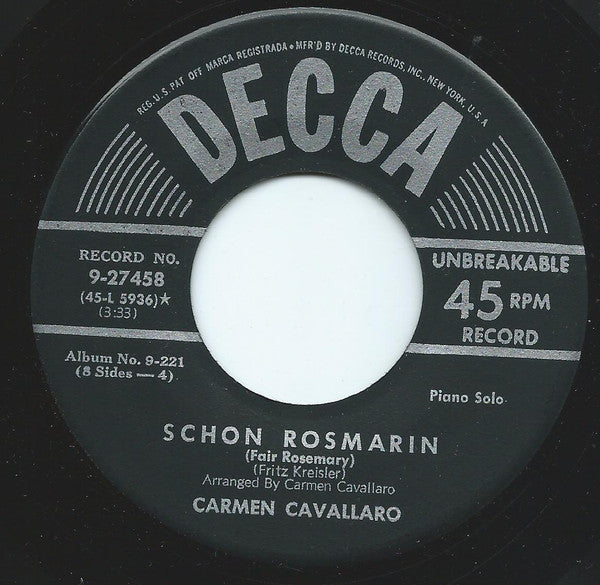 REG. U.S. PAT. OFF. MARCA REGISTRADA • MFR'D BY DECCA RECORDS, INC., NEW YORK, U.S.A.
DECCA
RECORD NO.
9-27458
(45-L 5936)★
(3:33)
UNBREAKABLE
45 RPM
RECORD
Album No. 9-221
(8 Sides — 4)
Piano Solo
SCHON ROSMARIN
(Fair Rosemary)
(Fritz Kreisler)
Arranged By Carmen Cavallaro
CARMEN CAVALLARO